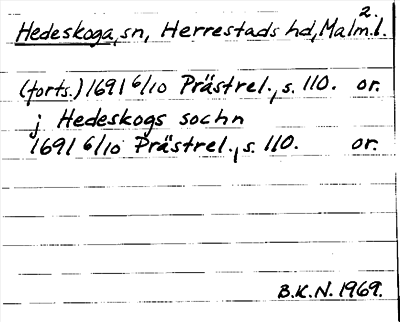 2.
Hedeskoga, sn, Herrestads hd, Malm.l.
(forts.) 1691 6/10 Prästrel., s. 110. or.
j Hedeskogs sochn
1691 6/10 Prästrel., s. 110. or.
B.K.N. 1969.